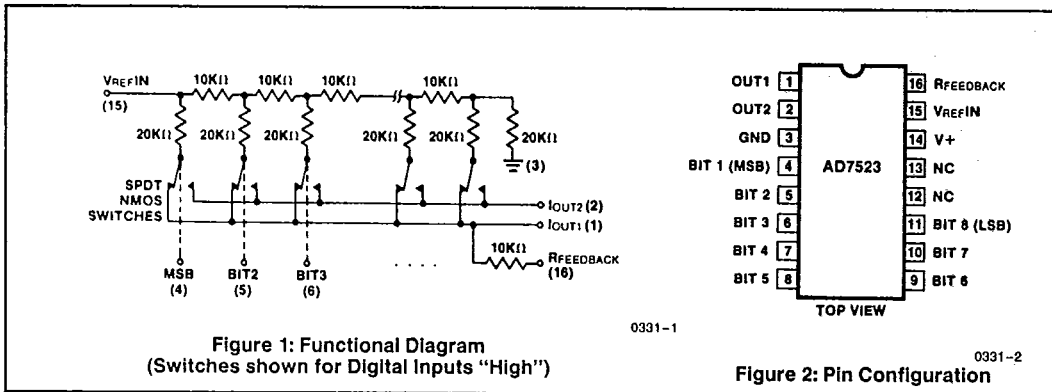 VREFIN
(15)
10KΩ
10KΩ
10KΩ
10KΩ
20KΩ
20KΩ
20KΩ
20KΩ
20KΩ
20KΩ
(3)
SPDT
NMOS
SWITCHES
IOUT2 (2)
IOUT1 (1)
10KΩ
RFEEDBACK
(16)
MSB
(4)
BIT2
(5)
BIT3
(6)
. . . .
0331-1
Figure 1: Functional Diagram
(Switches shown for Digital Inputs "High")
OUT1 1
OUT2 2
GND 3
BIT 1 (MSB) 4
BIT 2 5
BIT 3 6
BIT 4 7
BIT 5 8
AD7523
16 RFEEDBACK
15 VREFIN
14 V+
13 NC
12 NC
11 BIT 8 (LSB)
10 BIT 7
9 BIT 6
TOP VIEW
0331-2
Figure 2: Pin Configuration